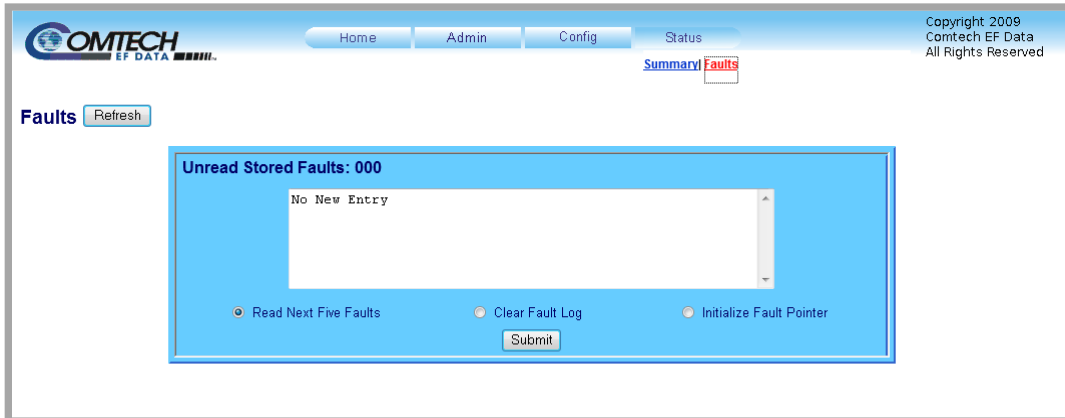 COMTECH
EF DATA
Home Admin Config Status
Summary| Faults
Copyright 2009
Comtech EF Data
All Rights Reserved
Faults Refresh
Unread Stored Faults: 000
No New Entry
Read Next Five Faults Clear Fault Log Initialize Fault Pointer
Submit